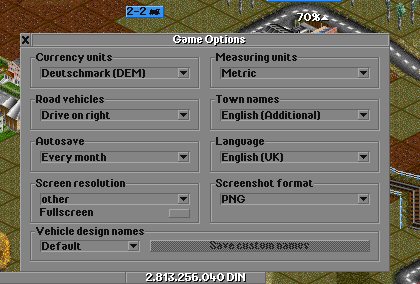 2-2
70%
Game Options
Currency units
Deutschmark (DEM)
Measuring units
Metric
Road vehicles
Drive on right
Town names
English (Additional)
Autosave
Every month
Language
English (UK)
Screen resolution
other
Fullscreen
Screenshot format
PNG
Vehicle design names
Default
Save custom names
2.813.256.040 DIN